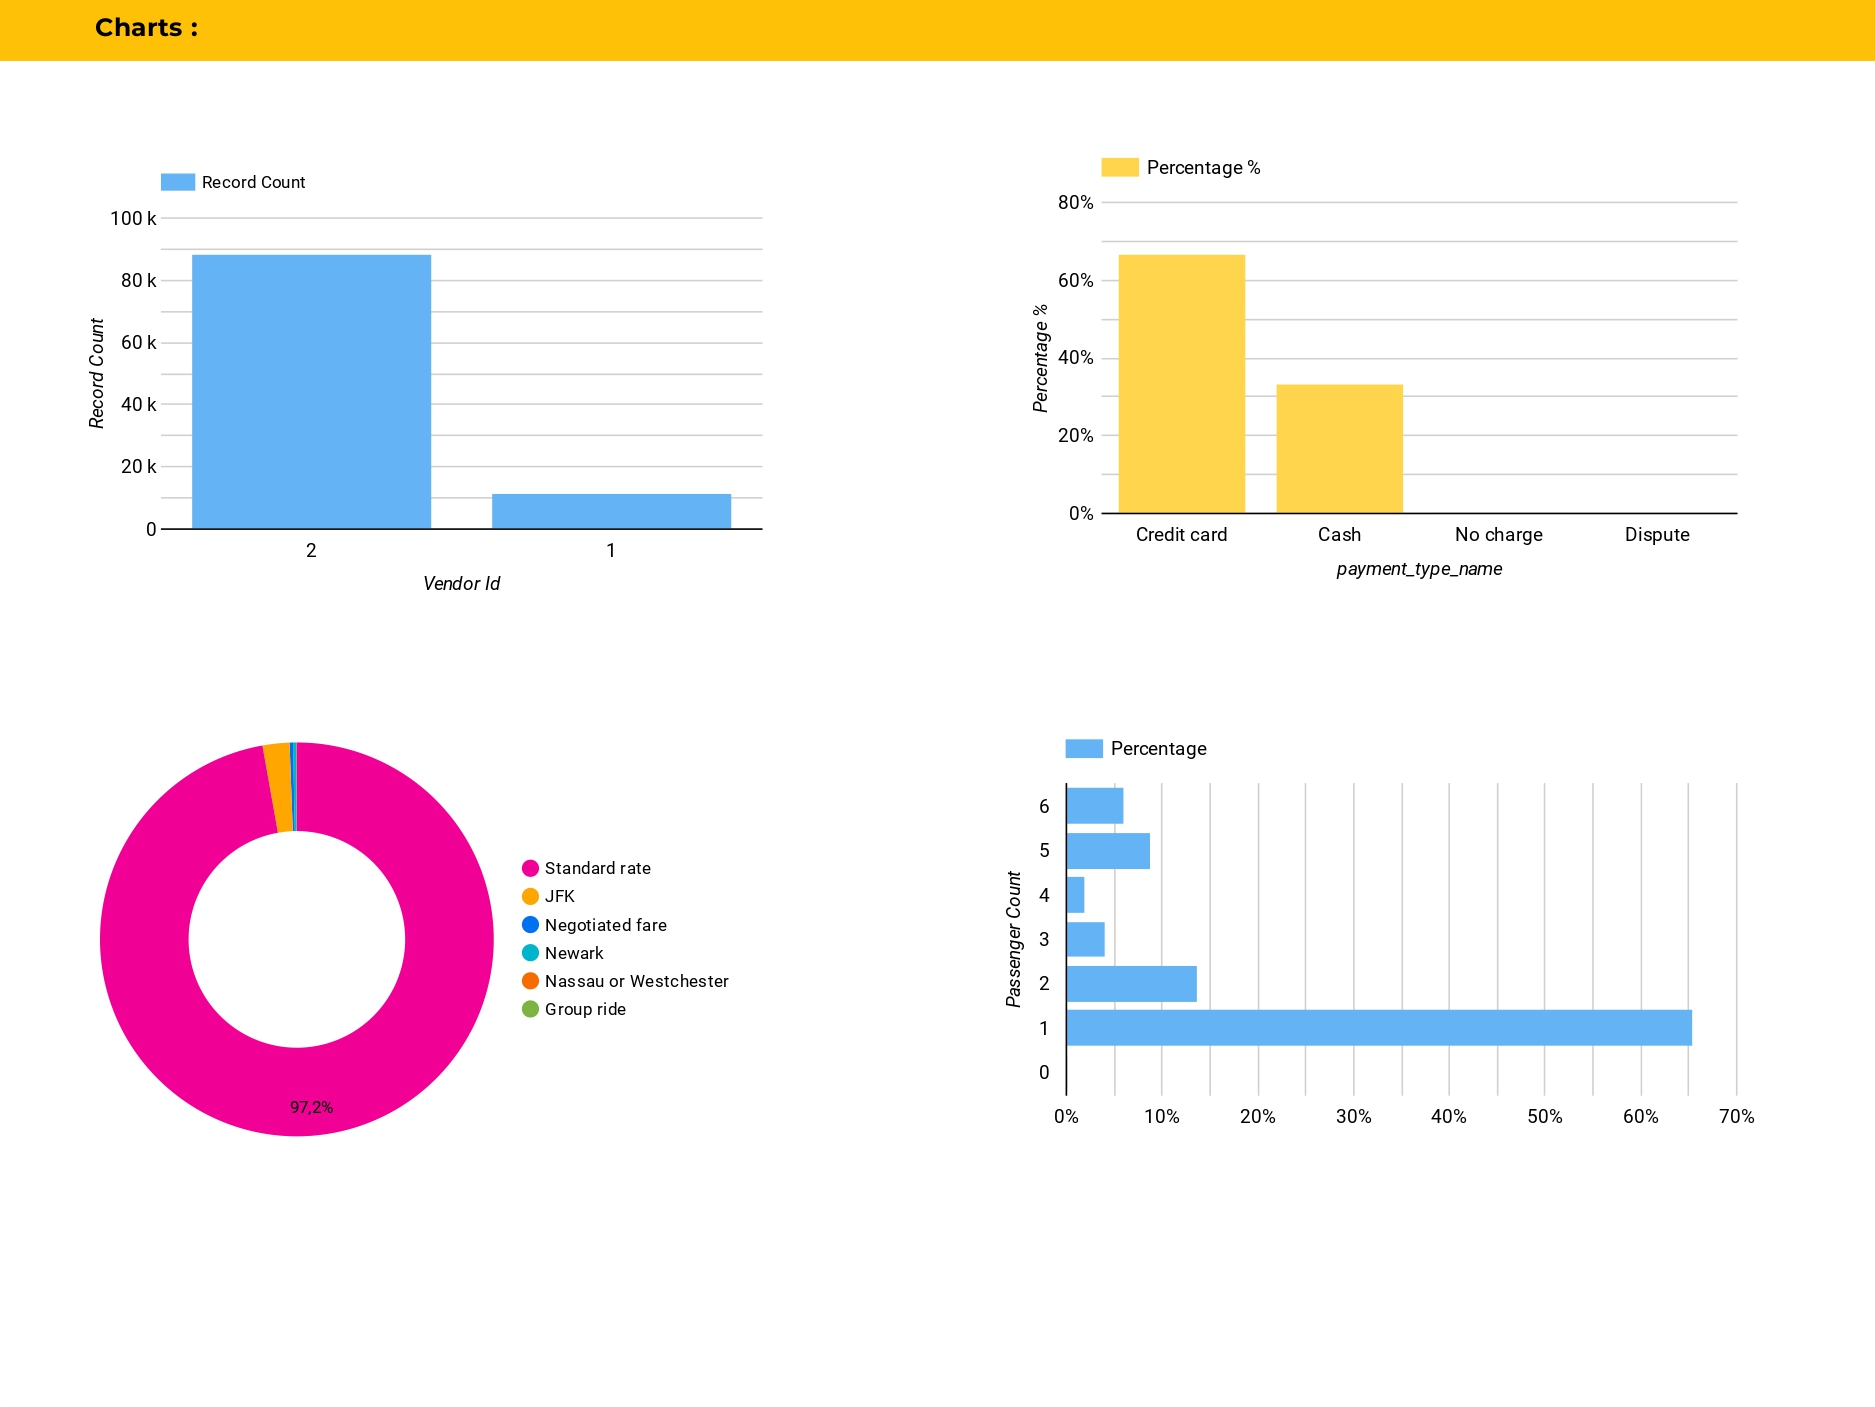 Charts :
Record Count
100 k
80 k
60 k
40 k
20 k
0
Record Count
2
1
Vendor Id
Percentage %
80%
60%
40%
20%
0%
Percentage %
Credit card
Cash
No charge
Dispute
payment_type_name
97,2%
Standard rate
JFK
Negotiated fare
Newark
Nassau or Westchester
Group ride
Percentage
Passenger Count
6
5
4
3
2
1
0
0% 10% 20% 30% 40% 50% 60% 70%